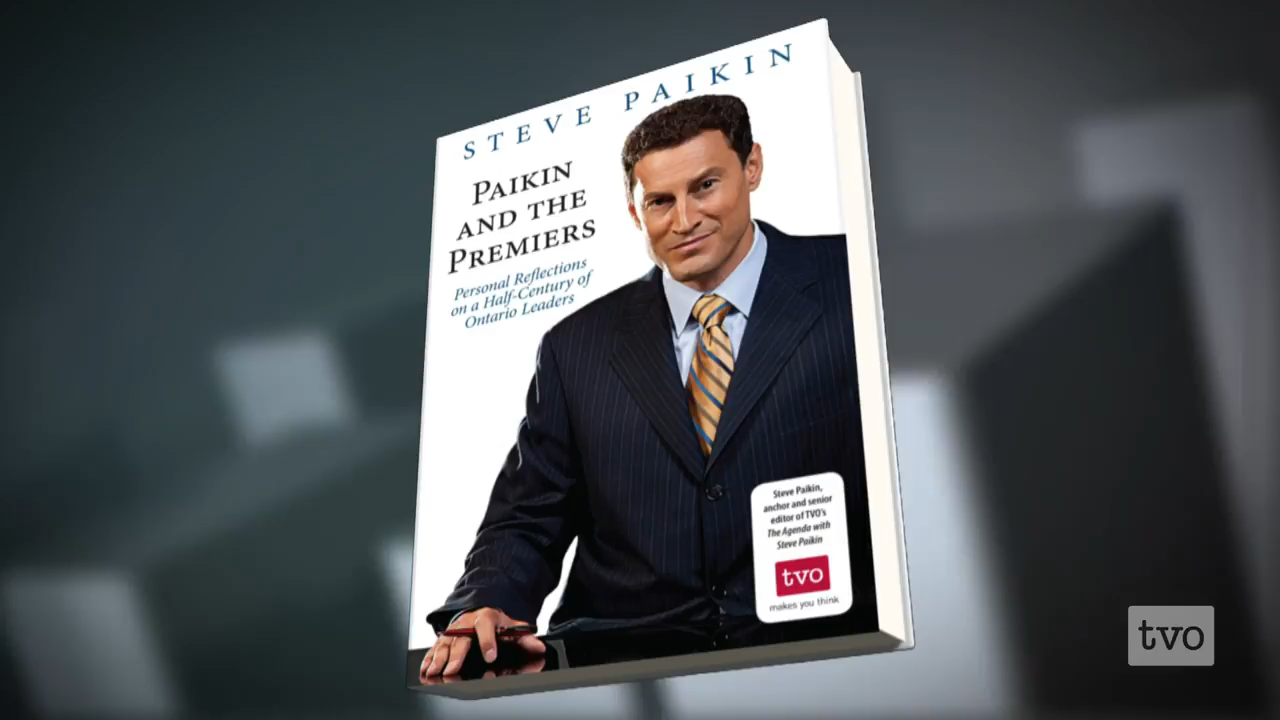 STEVE PAIKIN
PAIKIN
AND THE
PREMIERS
Personal Reflections
on a Half-Century of
Ontario Leaders
Steve Paikin,
anchor and senior
editor of TVO's
The Agenda with
Steve Paikin
tvo
makes you think
tvo